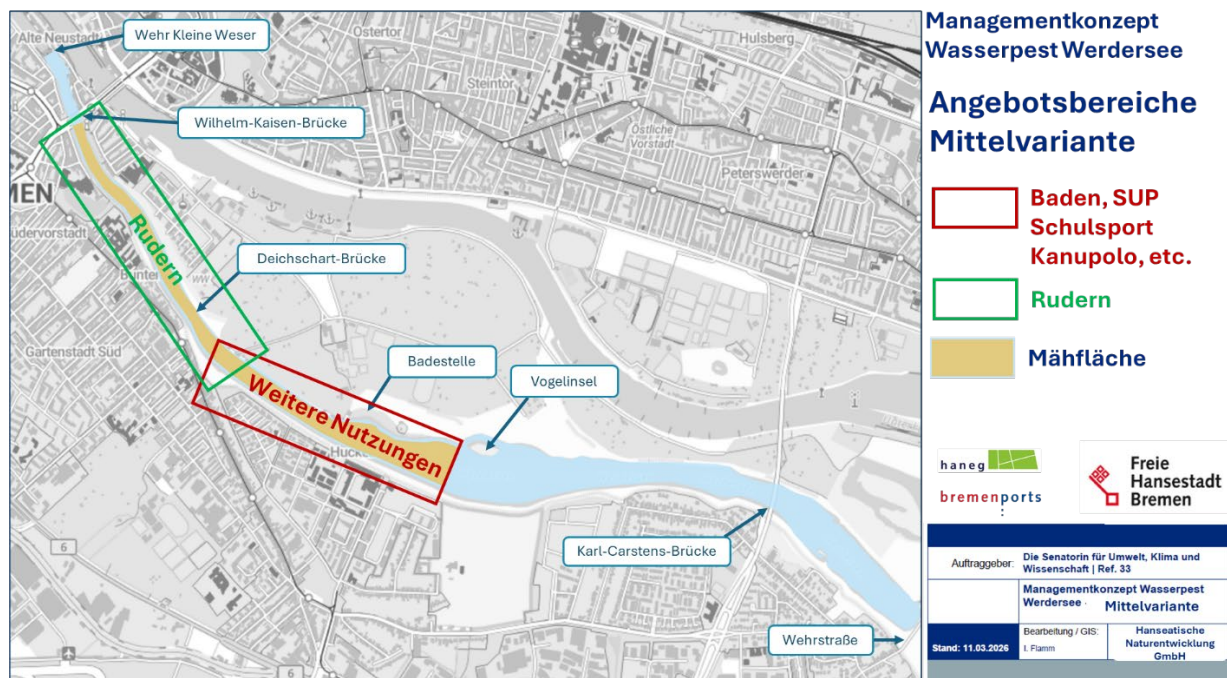 Alte Neustadt
Wehr Kleine Weser
Ostertor
Hulsberg
Steintor
Wilhelm-Kaisen-Brücke
Östliche
Vorstadt
Peterswerder
MEN
Rudern
Deichschart-Brücke
Gartenstadt Süd
Badestelle
Vogelinsel
Weitere Nutzungen
Hucke
Karl-Carstens-Brücke
6
6
Wehrstraße
Managementkonzept
Wasserpest Werdersee
Angebotsbereiche
Mittelvariante
Baden, SUP
Schulsport
Kanupolo, etc.
Rudern
Mähfläche
haneg
bremenports
Freie
Hansestadt
Bremen
Auftraggeber:
Die Senatorin für Umwelt, Klima und
Wissenschaft | Ref. 33
Managementkonzept Wasserpest
Werdersee - Mittelvariante
Stand: 11.03.2026
Bearbeitung / GIS:
I. Flamm
Hanseatische
Naturentwicklung
GmbH